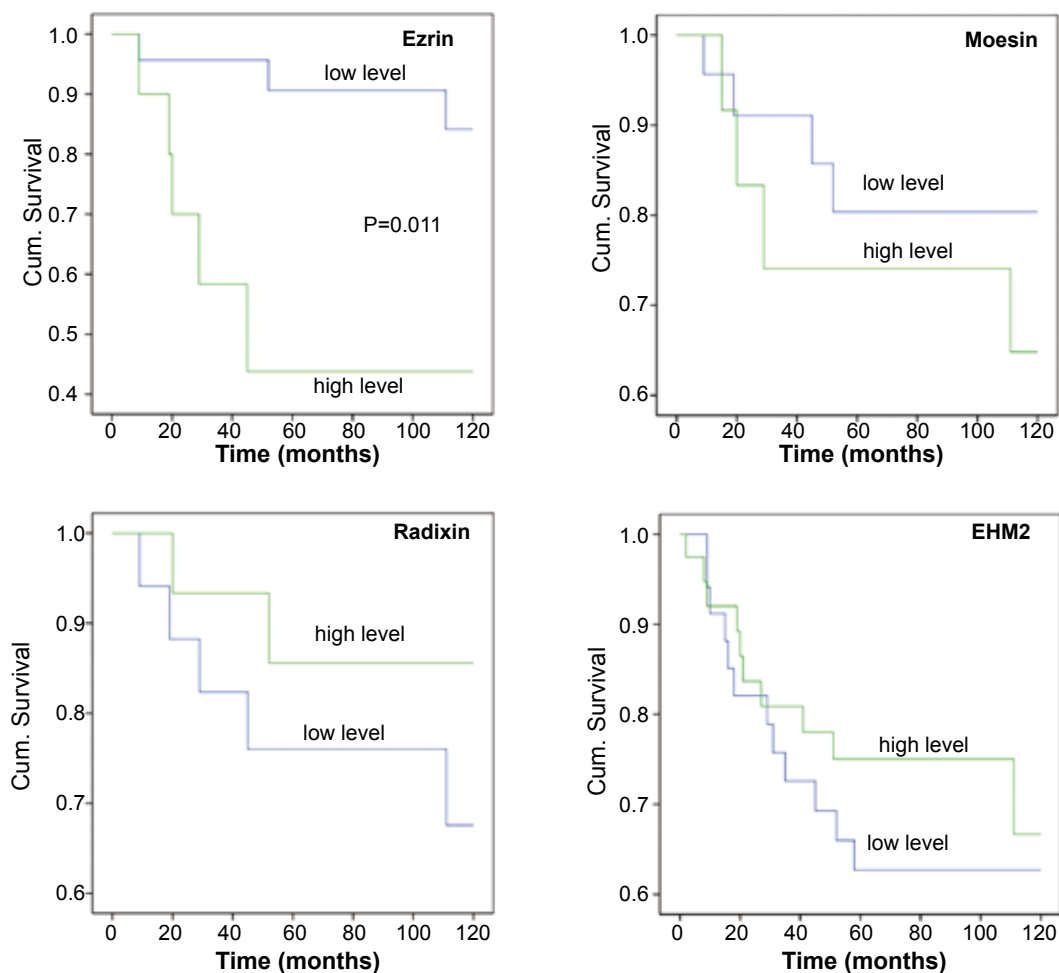 Ezrin
1.0
0.9
0.8
0.7
0.6
0.5
0.4
Cum. Survival
low level
P=0.011
high level
0 20 40 60 80 100 120
Time (months)
Moesin
1.0
0.9
0.8
0.7
0.6
Cum. Survival
low level
high level
0 20 40 60 80 100 120
Time (months)
Radixin
1.0
0.9
0.8
0.7
0.6
Cum. Survival
high level
low level
0 20 40 60 80 100 120
Time (months)
EHM2
1.0
0.9
0.8
0.7
0.6
Cum. Survival
high level
low level
0 20 40 60 80 100 120
Time (months)